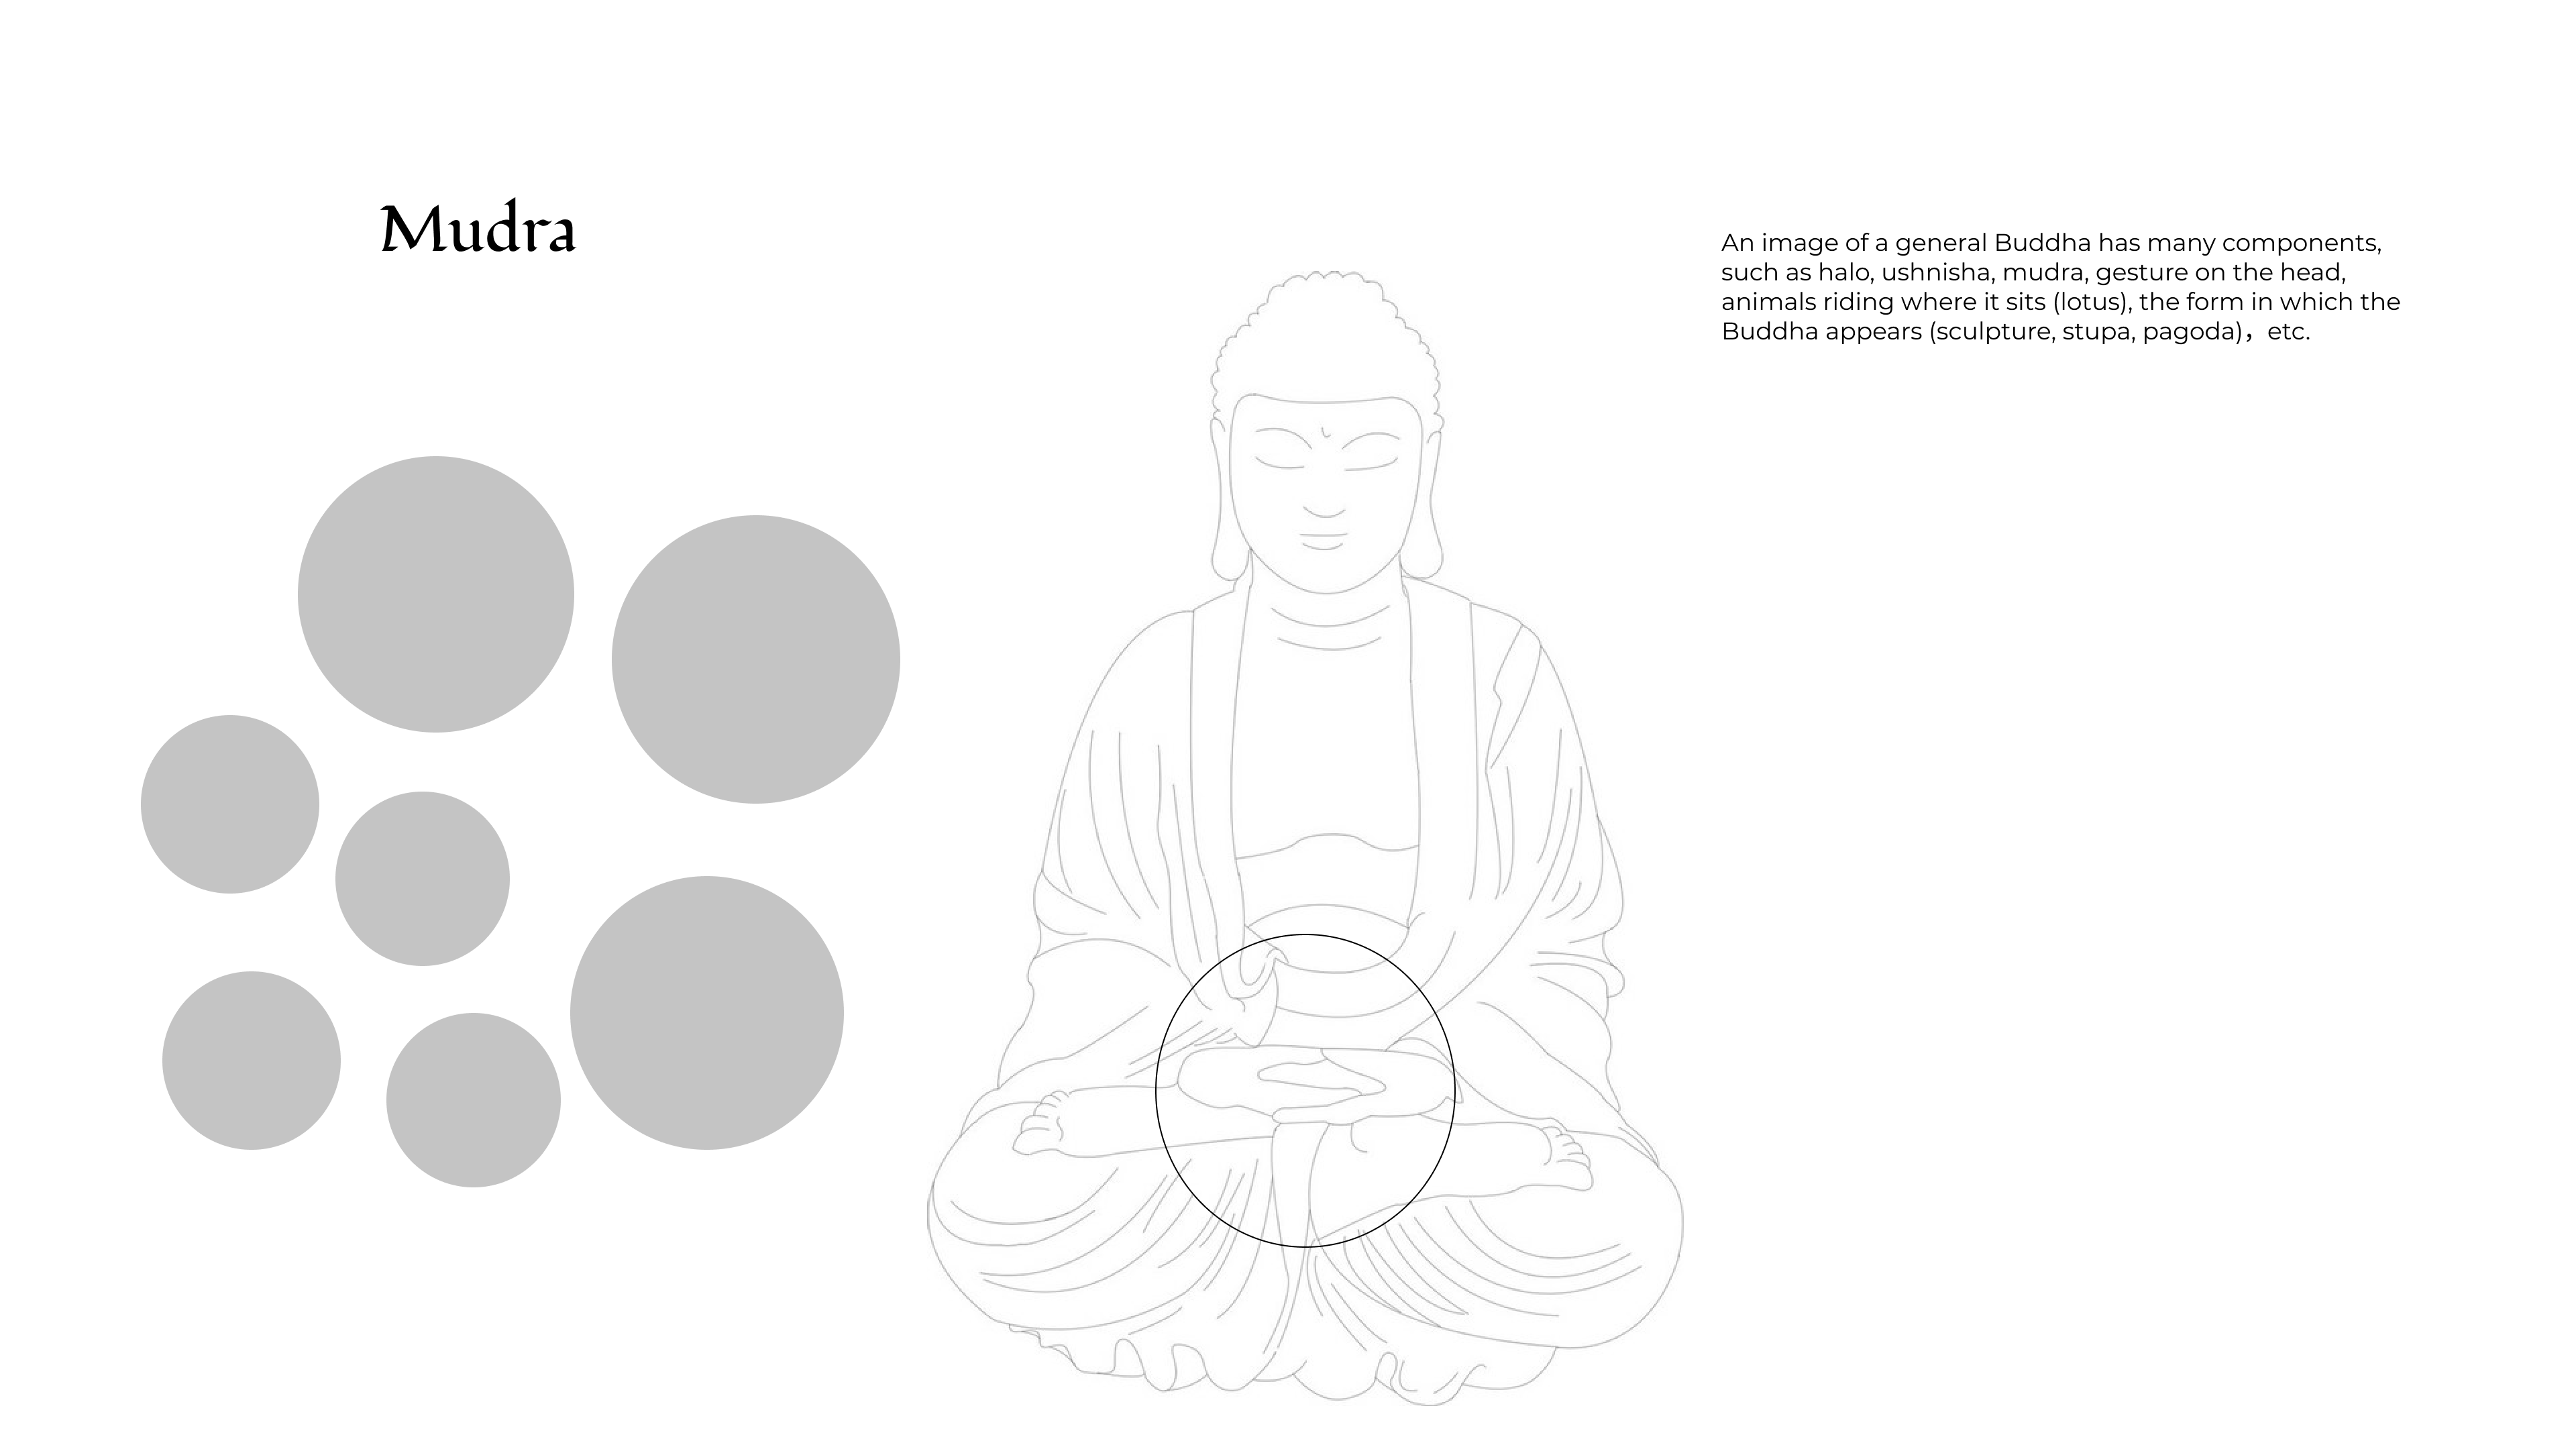 Mudra
An image of a general Buddha has many components,
such as halo, ushnisha, mudra, gesture on the head,
animals riding where it sits (lotus), the form in which the
Buddha appears (sculpture, stupa, pagoda)，etc.